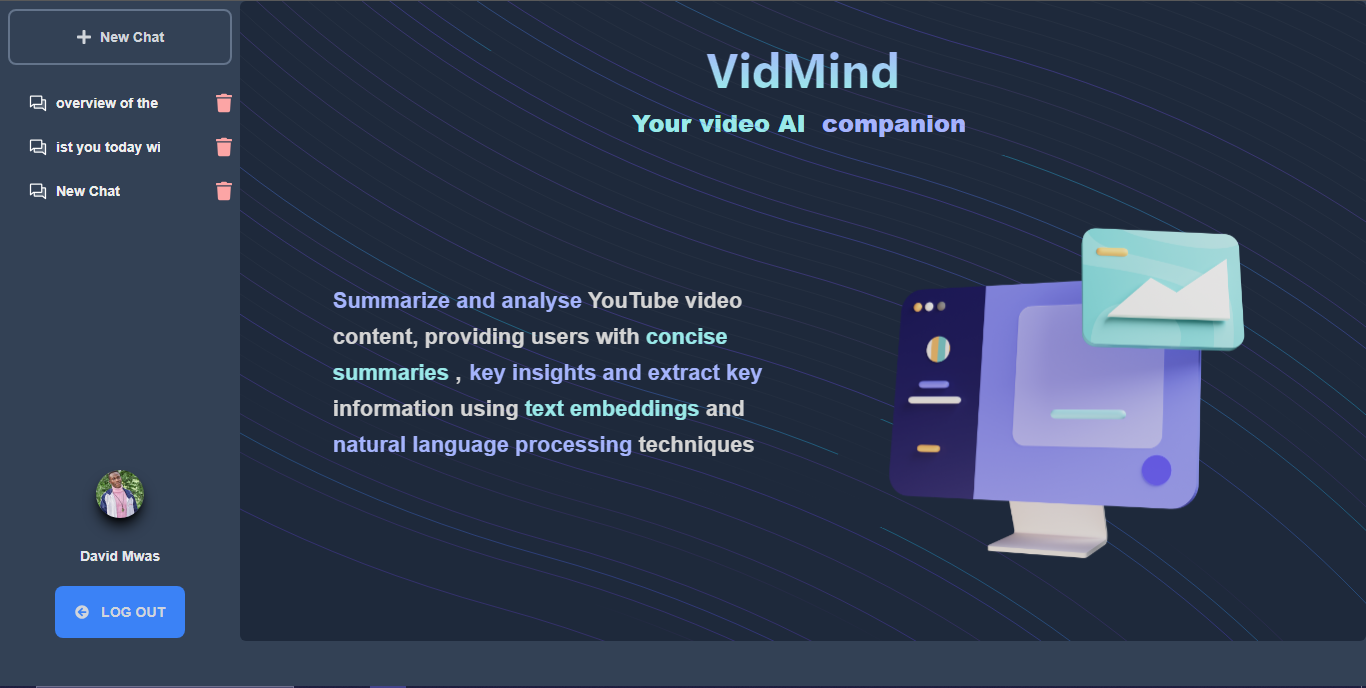 New Chat
overview of the
ist you today wi
New Chat
David Mwas
LOG OUT
VidMind
Your video AI companion
Summarize and analyse YouTube video
content, providing users with concise
summaries , key insights and extract key
information using text embeddings and
natural language processing techniques